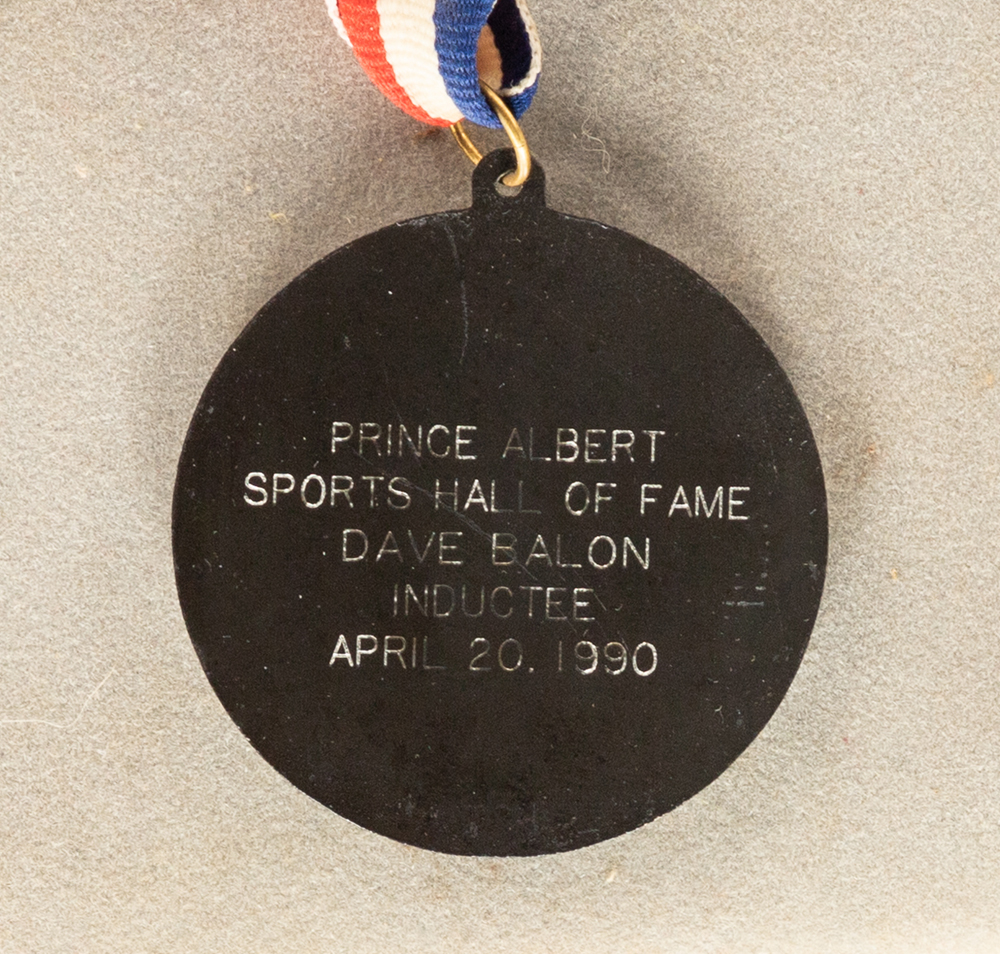 PRINCE ALBERT
SPORTS HALL OF FAME
DAVE BALON
INDUCTEE
APRIL 20. 1990